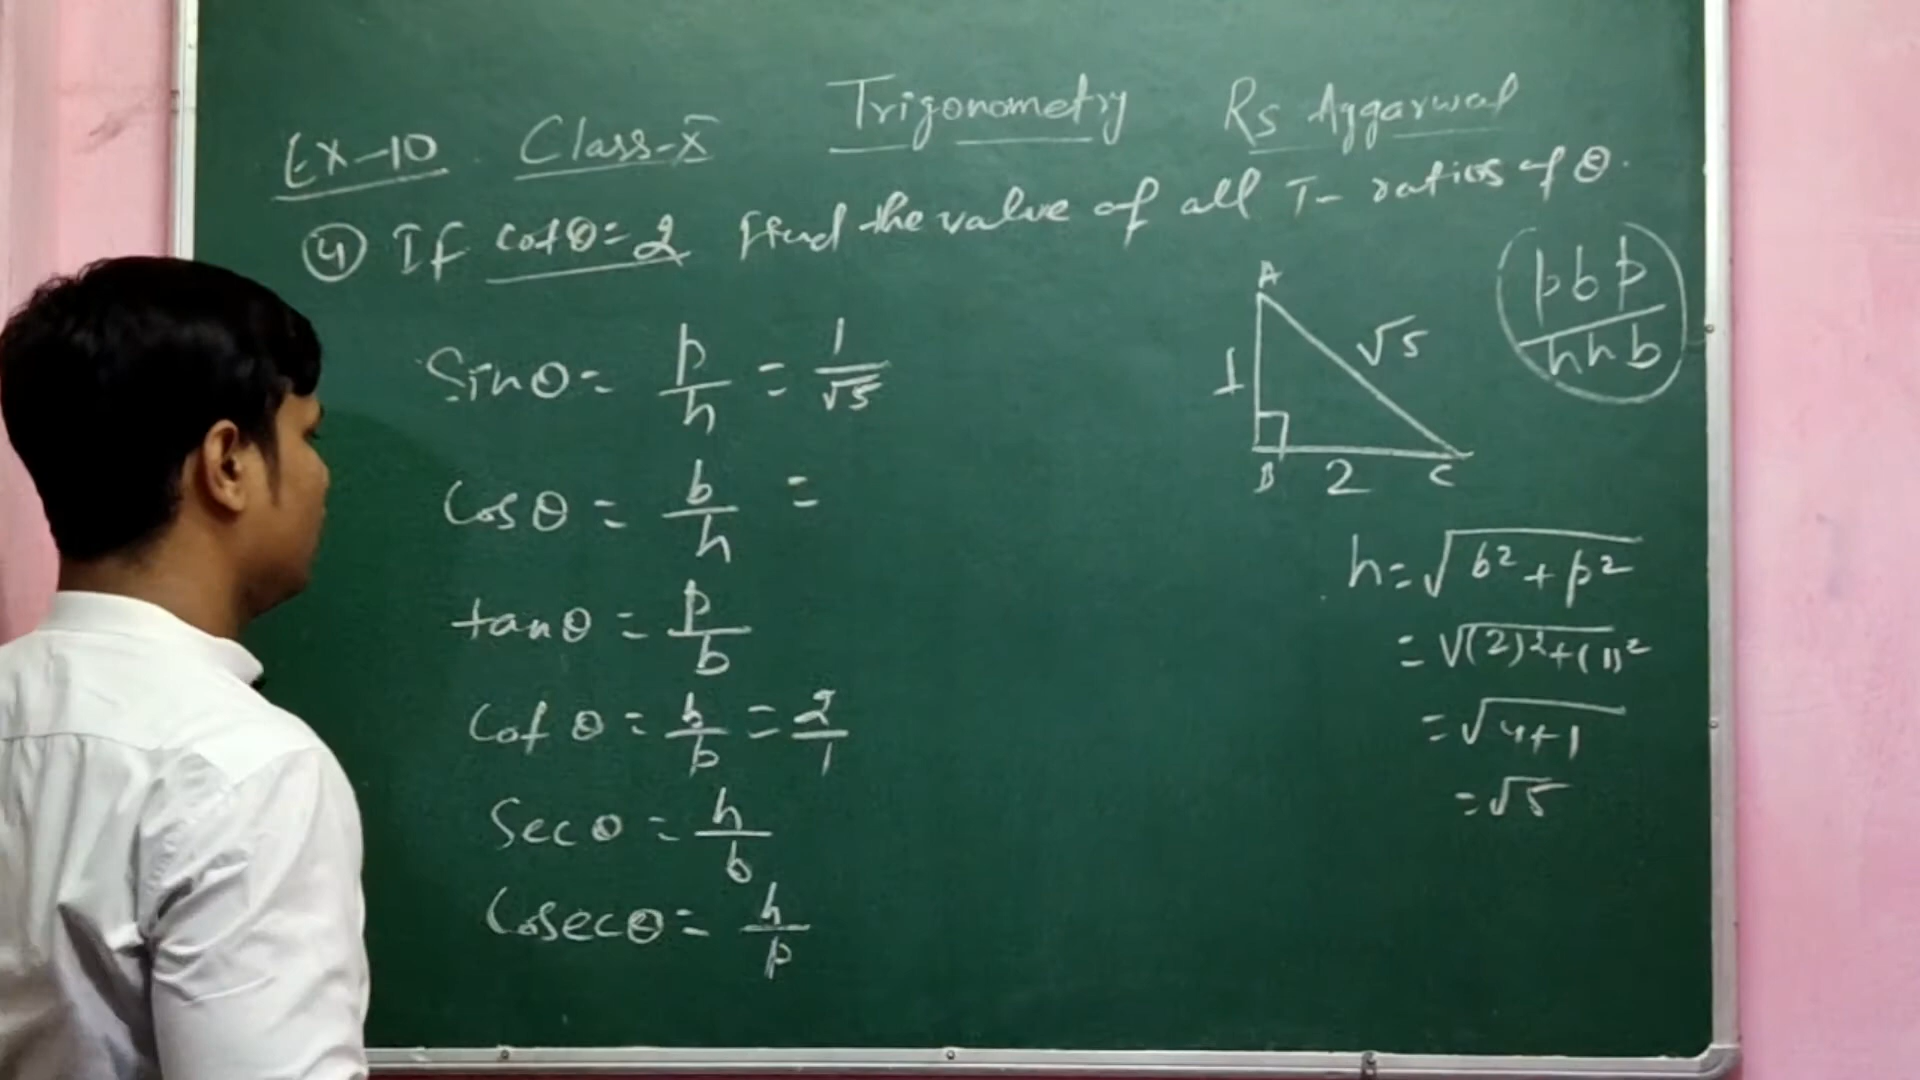 Ex-10 Class-X Trigonometry Rs Aggarwal
④ If cotθ=2 find the value of all T-ratios of θ.
p b p
h h b
A
1
√5
B 2 C
Sinθ = p/h = 1/√5
Cosθ = b/h =
tanθ = p/b
Cotθ = b/p = 2/1
Secθ = h/b
Cosecθ = h/p
h=√b²+p²
=√(2)²+(1)²
=√4+1
=√5